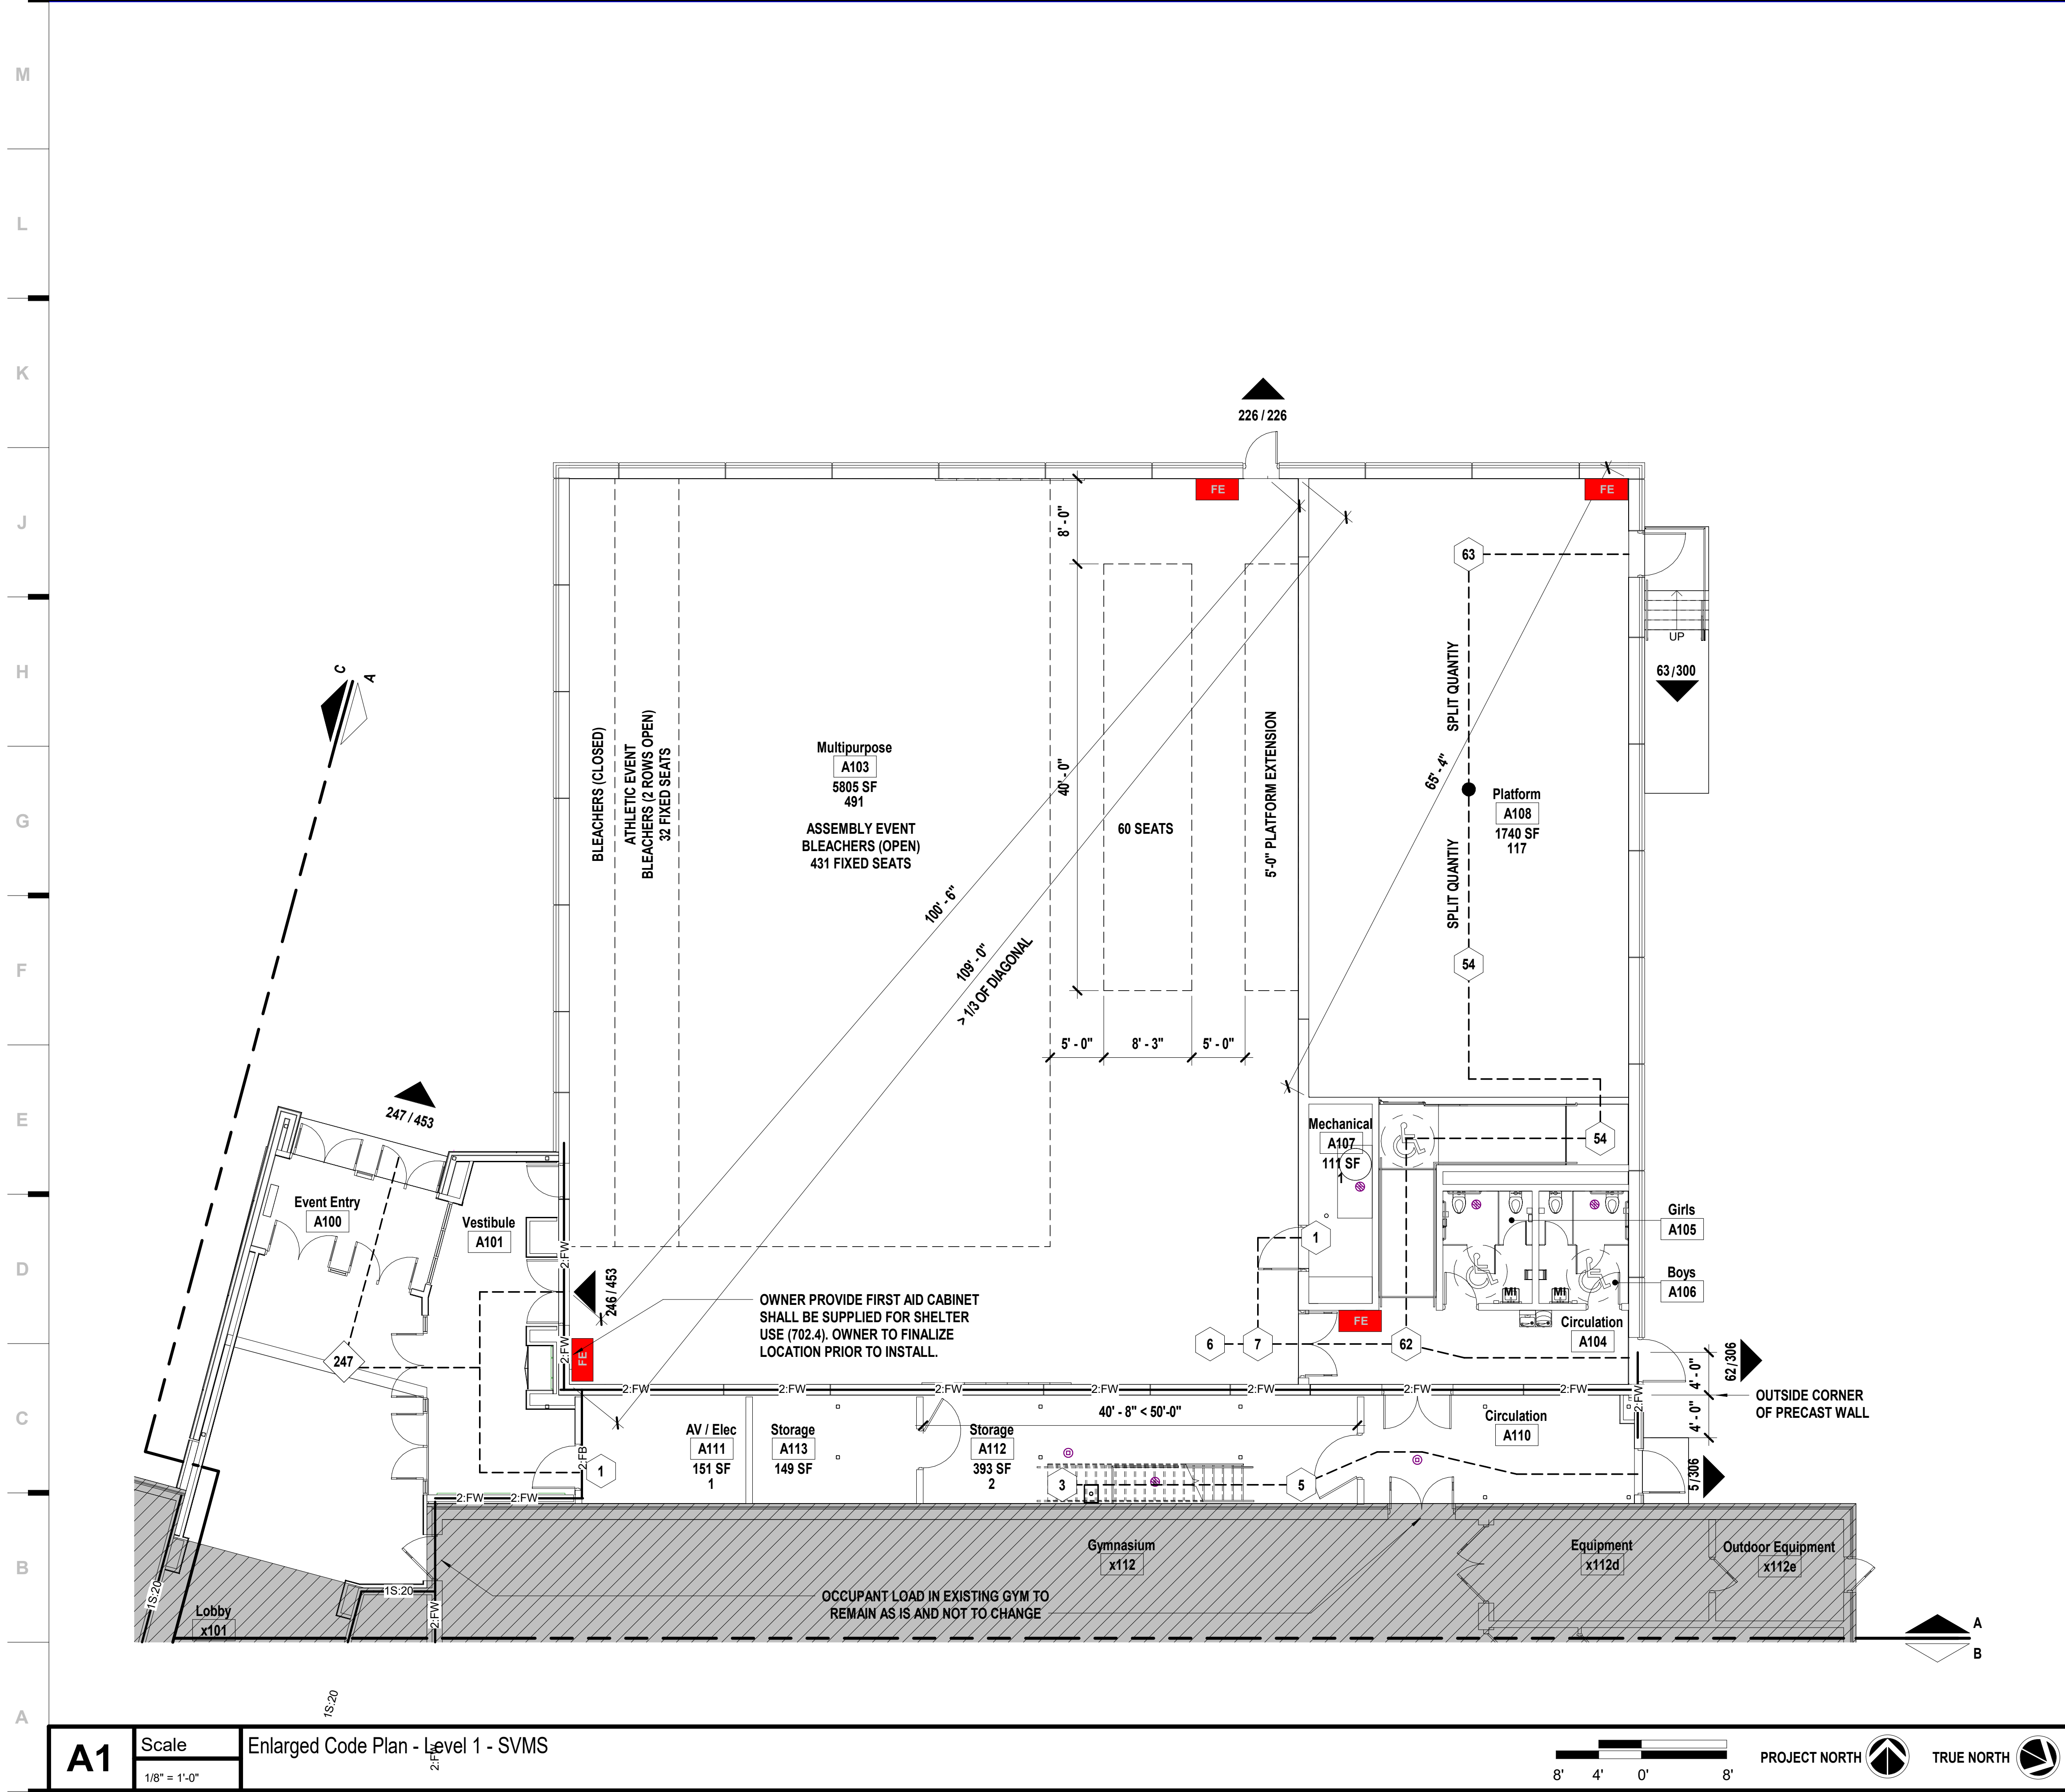 M
L
K
J
H
G
F
E
D
C
B
A
226 / 226
FE
FE
8' - 0"
63
UP
63 / 300
SPLIT QUANTIY
C
A
BLEACHERS (CLOSED)
ATHLETIC EVENT
BLEACHERS (2 ROWS OPEN)
32 FIXED SEATS
Multipurpose
A103
5805 SF
491
ASSEMBLY EVENT
BLEACHERS (OPEN)
431 FIXED SEATS
40' - 0"
60 SEATS
5'-0" PLATFORM EXTENSION
65' - 4"
Platform
A108
1740 SF
117
SPLIT QUANTIY
100' - 6"
109' - 0"
> 1/3 OF DIAGONAL
54
5' - 0"
8' - 3"
5' - 0"
247 / 453
Mechanical
A107
111 SF
1
54
Event Entry
A100
Vestibule
A101
Girls
A105
Boys
A106
MI
MI
1
2:FW
246 / 453
OWNER PROVIDE FIRST AID CABINET
SHALL BE SUPPLIED FOR SHELTER
USE (702.4). OWNER TO FINALIZE
LOCATION PRIOR TO INSTALL.
FE
Circulation
A104
247
2:FW
FE
6
7
62
62 / 306
4' - 0"
4' - 0"
OUTSIDE CORNER
OF PRECAST WALL
2:FW
2:FW
2:FW
2:FW
2:FW
2:FW
2:FW
2:FW
40' - 8" < 50'-0"
AV / Elec
A111
151 SF
1
Storage
A113
149 SF
Storage
A112
393 SF
2
Circulation
A110
2:FB
1
3
5
5 / 306
2:FW
2:FW
Gymnasium
x112
Equipment
x112d
Outdoor Equipment
x112e
OCCUPANT LOAD IN EXISTING GYM TO
REMAIN AS IS AND NOT TO CHANGE
1S:20
1S:20
2:FW
Lobby
x101
A
B
1S:20
2:FW
A1
Scale
1/8" = 1'-0"
Enlarged Code Plan - Level 1 - SVMS
8'
4'
0'
8'
PROJECT NORTH
TRUE NORTH